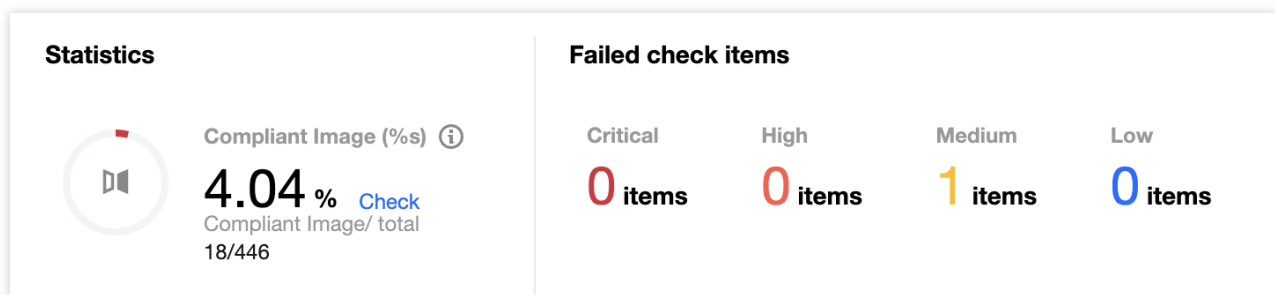 Statistics
Compliant Image (%s)
4.04 % Check
Compliant Image/ total
18/446
Failed check items
Critical High Medium Low
0 items 0 items 1 items 0 items